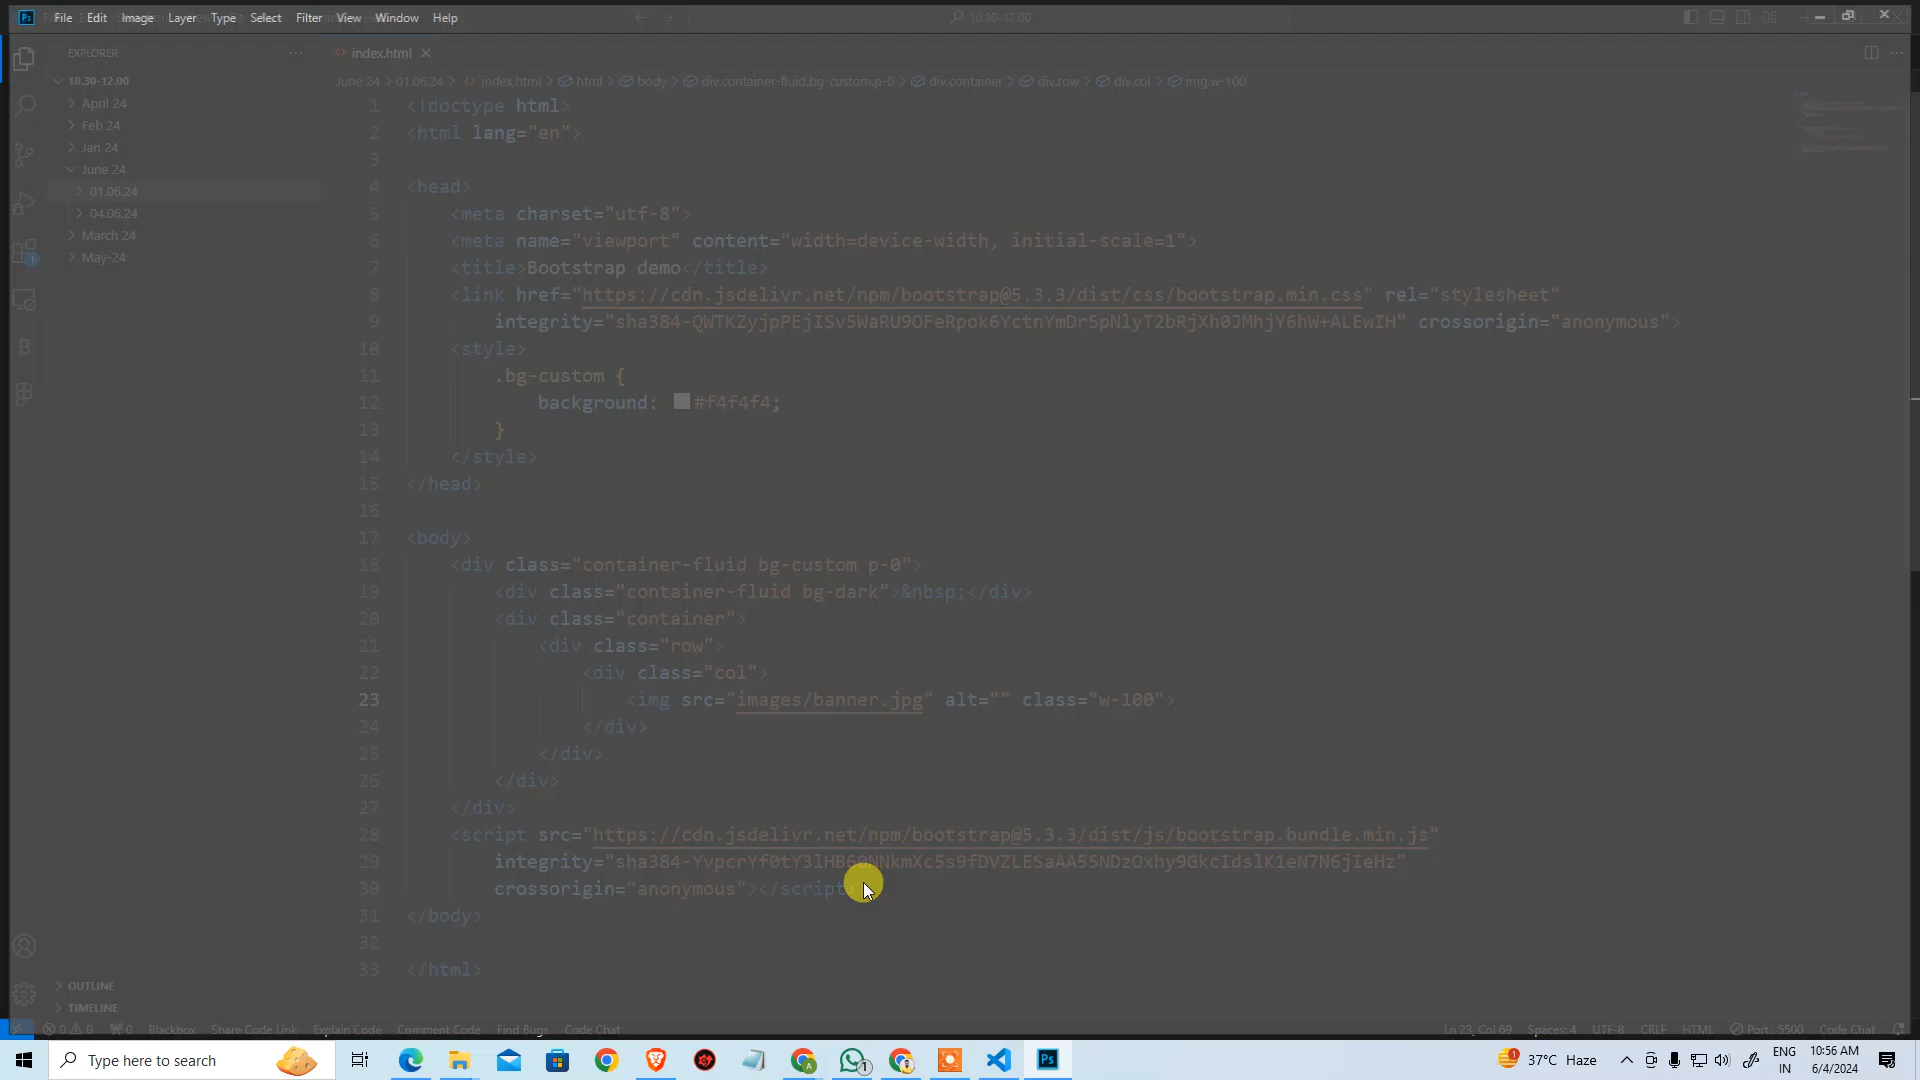 Ps File Edit Image Layer Type Select Filter View Window Help
10.30-12.00
EXPLORER
index.html
10.30-12.00
April 24
Feb 24
Jan 24
June 24
01.06.24
04.06.24
March 24
May-24
June 24 > 01.06.24 > index.html > html > body > div.container-fluid.bg-custom.p-0 > div.container > div.row > div.col > img.w-100
1 <!doctype html>
2 <html lang="en">
3
4 <head>
5 <meta charset="utf-8">
6 <meta name="viewport" content="width=device-width, initial-scale=1">
7 <title>Bootstrap demo</title>
8 <link href="https://cdn.jsdelivr.net/npm/bootstrap@5.3.3/dist/css/bootstrap.min.css" rel="stylesheet"
9 integrity="sha384-QWTKZyjpPEjISv5WaRU9OFeRpok6YctnYmDr5pNlyT2bRjXh0JMhjY6hW+ALEwIH" crossorigin="anonymous">
10 <style>
11 .bg-custom {
12 background: #f4f4f4;
13 }
14 </style>
15 </head>
16
17 <body>
18 <div class="container-fluid bg-custom p-0">
19 <div class="container-fluid bg-dark">&nbsp;</div>
20 <div class="container">
21 <div class="row">
22 <div class="col">
23 <img src="images/banner.jpg" alt="" class="w-100">
24 </div>
25 </div>
26 </div>
27 </div>
28 <script src="https://cdn.jsdelivr.net/npm/bootstrap@5.3.3/dist/js/bootstrap.bundle.min.js"
29 integrity="sha384-YvpcrYf0tY3lHB60NNkmXc5s9fDVZLESaAA55NDzOxhy9GkcIdslK1eN7N6jIeHz"
30 crossorigin="anonymous"></script>
31 </body>
32
33 </html>
OUTLINE
TIMELINE
0 0 0 Blackbox Share Code Link Explain Code Comment Code Find Bugs Code Chat Ln 23, Col 69 Spaces: 4 UTF-8 CRLF HTML Port : 5500 Code Chat
Type here to search
1
Ps
1
37°C Haze
ENG
IN
10:56 AM
6/4/2024